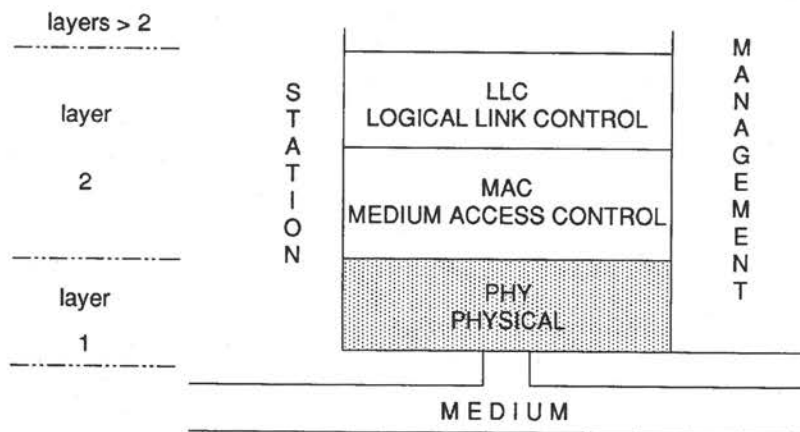 layers > 2
layer
2
layer
1
STATION
LLC
LOGICAL LINK CONTROL
MAC
MEDIUM ACCESS CONTROL
PHY
PHYSICAL
MANAGEMENT
MEDIUM